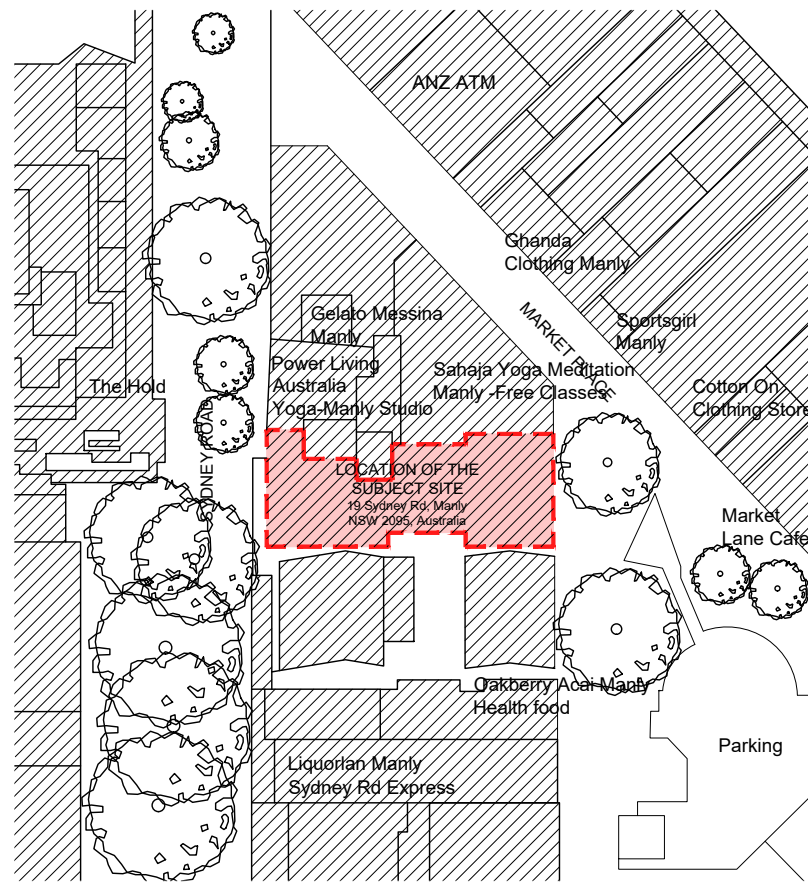 ANZ ATM
Ghanda
Clothing Manly
MARKET PLACE
Gelato Messina
Manly
Sportsgirl
Manly
Power Living
Australia
Yoga-Manly Studio
Sahaja Yoga Meditation
Manly -Free Classes
The Hold
Cotton On
Clothing Store
SYDNEY ROAD
LOCATION OF THE
SUBJECT SITE
19 Sydney Rd, Manly
NSW 2095, Australia
Market
Lane Cafe
Oakberry Acai Manly
Health food
Parking
Liquorlan Manly
Sydney Rd Express